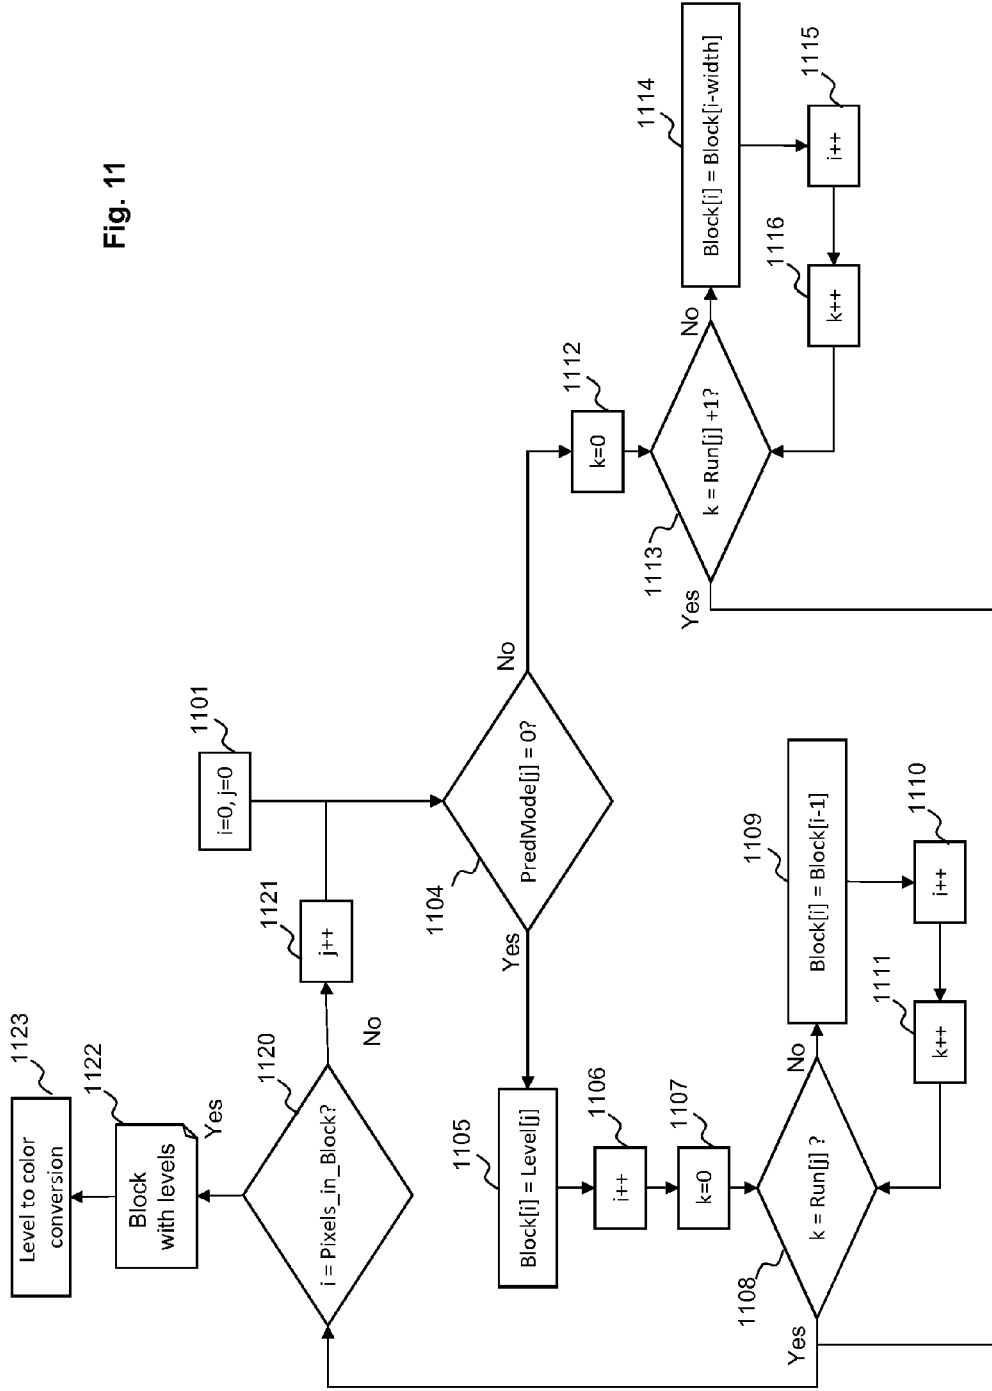 Fig. 11
1101
i=0, j=0
1104
PredMode[j] = 0?
Yes
No
1105
Block[i] = Level[j]
1106
i++
1107
k=0
1108
k = Run[j] ?
Yes
No
1109
Block[i] = Block[i-1]
1110
i++
1111
k++
1112
k=0
1113
k = Run[j] +1?
Yes
No
1114
Block[i] = Block[i-width]
1115
i++
1116
k++
1120
i = Pixels_in_Block?
No
Yes
1121
j++
1122
Block
with levels
1123
Level to color
conversion